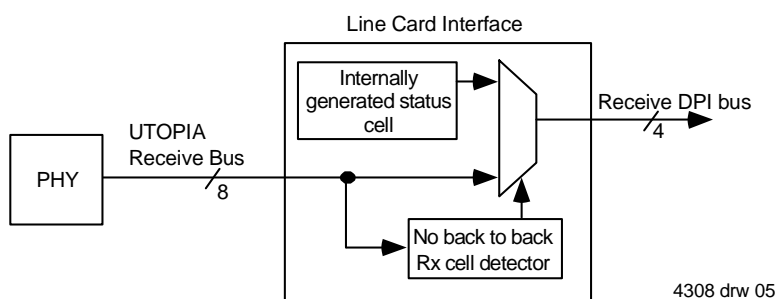 Line Card Interface
Internally
generated status
cell
Receive DPI bus
4
UTOPIA
Receive Bus
8
PHY
No back to back
Rx cell detector
4308 drw 05